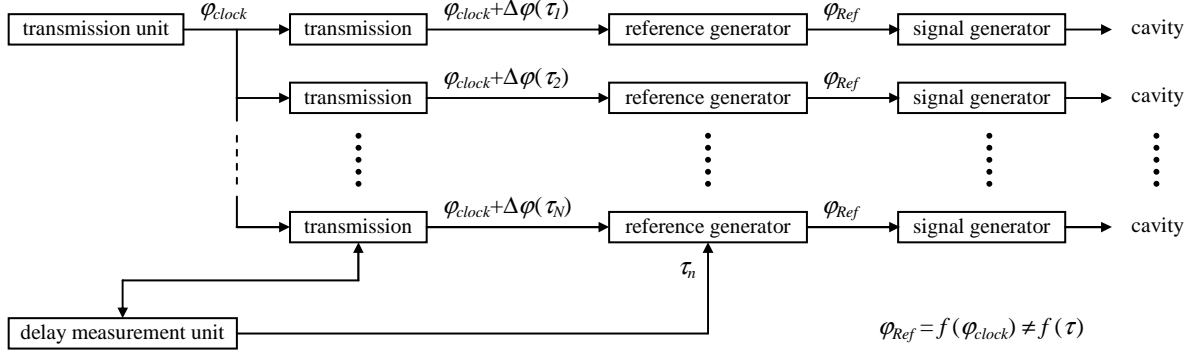 φclock φclock+Δφ(τ1) φRef
transmission unit transmission reference generator signal generator cavity
φclock+Δφ(τ2) φRef
transmission reference generator signal generator cavity
φclock+Δφ(τN) φRef
transmission reference generator signal generator cavity
τn
delay measurement unit φRef = f(φclock) ≠ f(τ)